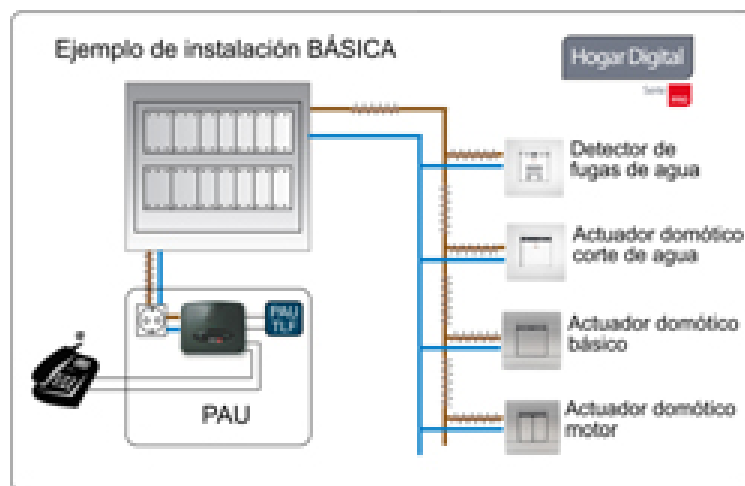 Ejemplo de instalación BÁSICA
Hogar Digital
Serie
Detector de
fugas de agua
Actuador domótico
corte de agua
PAU
TLF
Actuador domótico
básico
Actuador domótico
motor
PAU